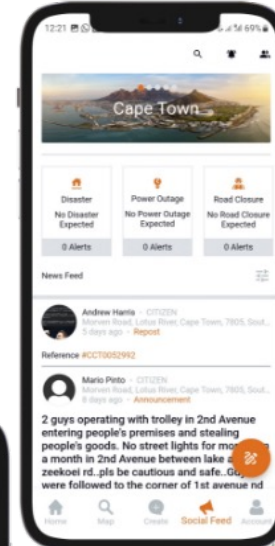 12:21
69%
Cape Town
Disaster
No Disaster
Expected
0 Alerts
Power Outage
No Power Outage
Expected
0 Alerts
Road Closure
No Road Closure
Expected
0 Alerts
News Feed
Andrew Harris - CITIZEN
Morven Road, Lotus River, Cape Town, 7805, Sout...
5 days ago - Repost
Reference #CCT0052992
Mario Pinto - CITIZEN
Morven Road, Lotus River, Cape Town, 7805, Sout...
8 days ago - Announcement
2 guys operating with trolley in 2nd Avenue
entering people's premises and stealing
people's goods. No street lights for
a month in 2nd Avenue between lake
zeekoei rd..pls be cautious and safe..
were followed to the corner of 1st avenue nd
Home
Map
Create
Social Feed
Account